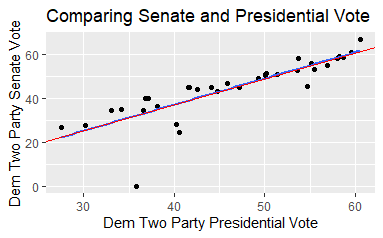 Comparing Senate and Presidential Vote
Dem Two Party Senate Vote
60
40
20
0
30
40
50
60
Dem Two Party Presidential Vote